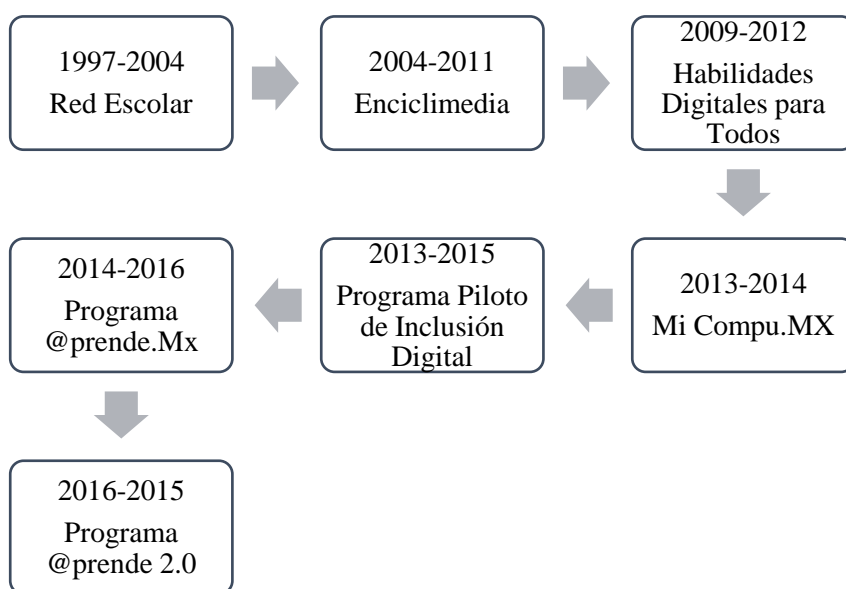 1997-2004
Red Escolar
2004-2011
Enciclimedia
2009-2012
Habilidades
Digitales para
Todos
2013-2014
Mi Compu.MX
2013-2015
Programa Piloto
de Inclusión
Digital
2014-2016
Programa
@prende.Mx
2016-2015
Programa
@prende 2.0